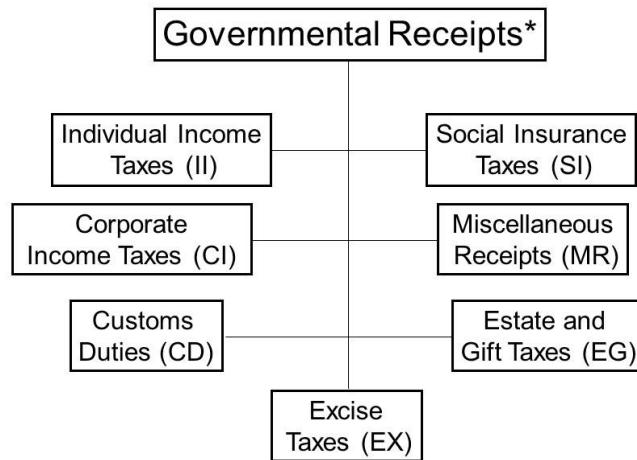 Governmental Receipts*
Individual Income
Taxes (II)
Social Insurance
Taxes (SI)
Corporate
Income Taxes (CI)
Miscellaneous
Receipts (MR)
Customs
Duties (CD)
Estate and
Gift Taxes (EG)
Excise
Taxes (EX)